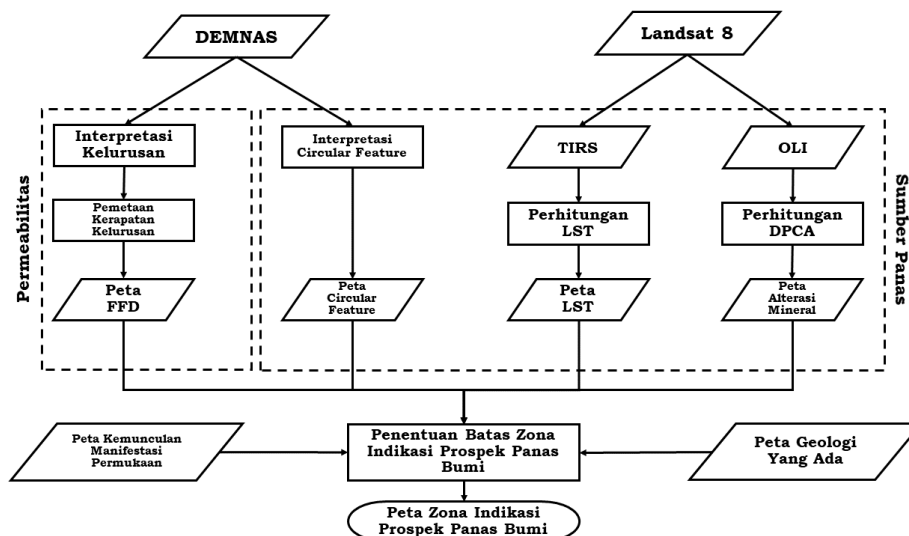 DEMNAS
Landsat 8
Permeabilitas
Interpretasi
Kelurusan
Pemetaan
Kerapatan
Kelurusan
Peta
FFD
Interpretasi
Circular Feature
Peta
Circular
Feature
TIRS
Perhitungan
LST
Peta
LST
OLI
Perhitungan
DPCA
Peta
Alterasi
Mineral
Sumber Panas
Peta Kemunculan
Manifestasi
Permukaan
Penentuan Batas Zona
Indikasi Prospek Panas
Bumi
Peta Geologi
Yang Ada
Peta Zona Indikasi
Prospek Panas Bumi